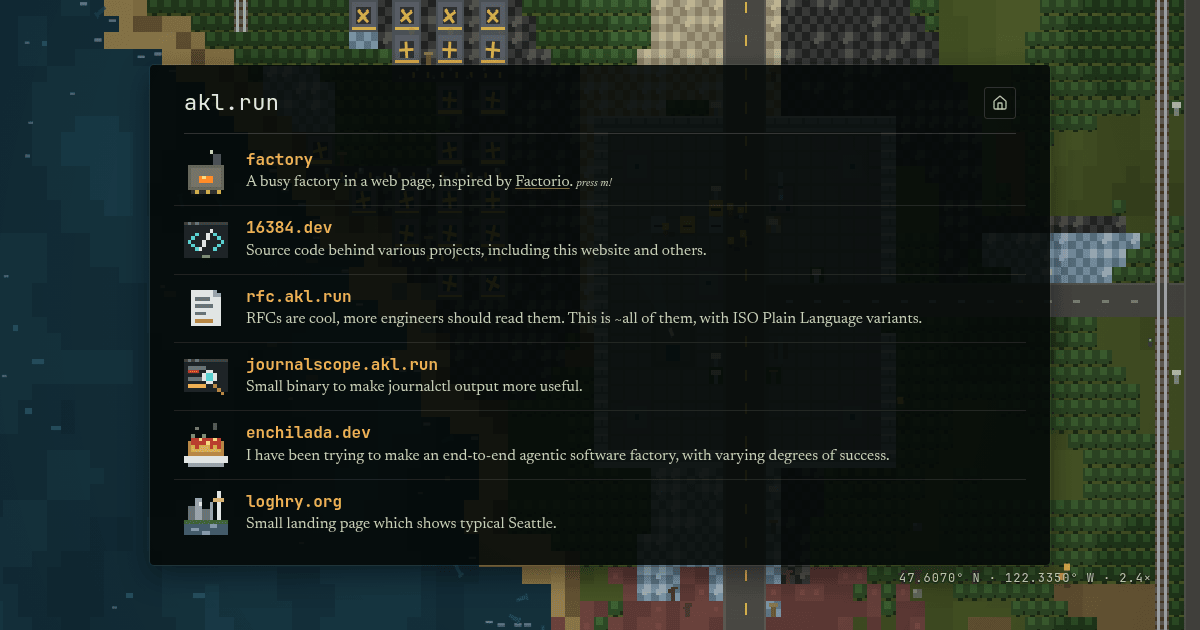 akl.run
factory
A busy factory in a web page, inspired by Factorio. press m!
16384.dev
Source code behind various projects, including this website and others.
rfc.akl.run
RFCs are cool, more engineers should read them. This is ~all of them, with ISO Plain Language variants.
journalscope.akl.run
Small binary to make journalctl output more useful.
enchilada.dev
I have been trying to make an end-to-end agentic software factory, with varying degrees of success.
loghry.org
Small landing page which shows typical Seattle.
47.6070° N · 122.3350° W · 2.4×